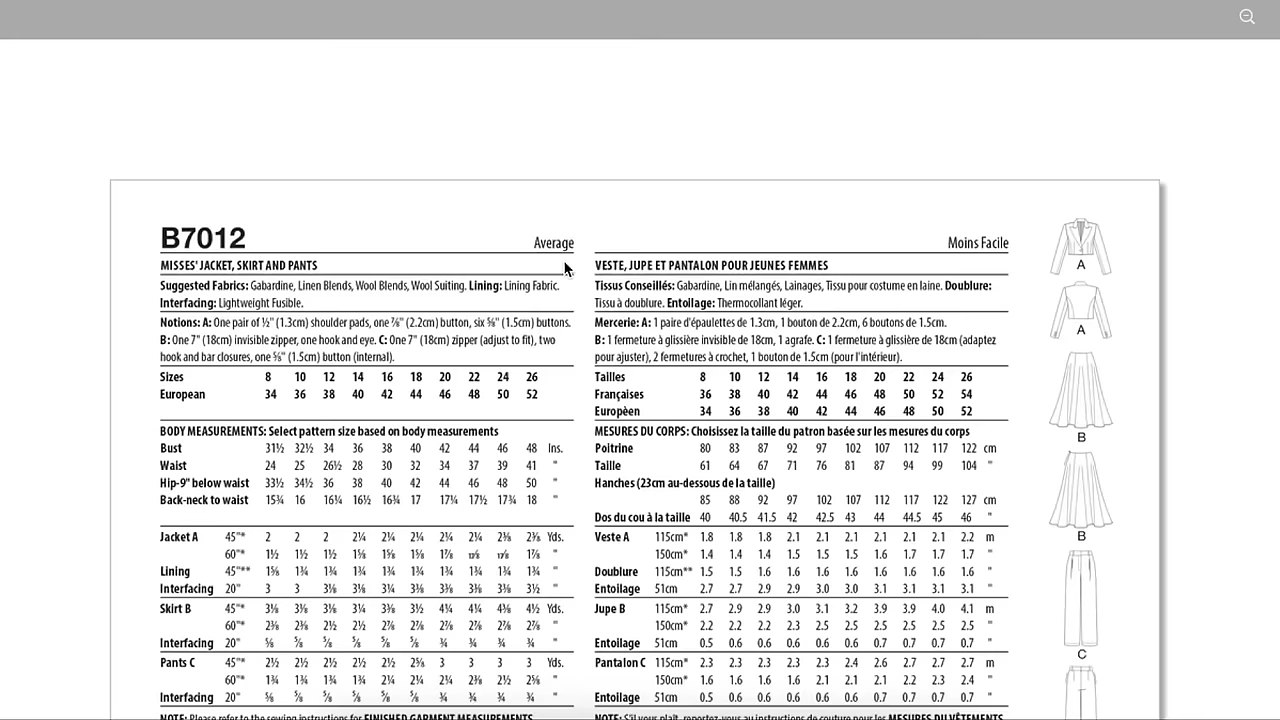 B7012 Average
MISSES' JACKET, SKIRT AND PANTS
Suggested Fabrics: Gabardine, Linen Blends, Wool Blends, Wool Suiting. Lining: Lining Fabric.
Interfacing: Lightweight Fusible.
Notions: A: One pair of ½" (1.3cm) shoulder pads, one ⅞" (2.2cm) button, six ⅝" (1.5cm) buttons.
B: One 7" (18cm) invisible zipper, one hook and eye. C: One 7" (18cm) zipper (adjust to fit), two
hook and bar closures, one ⅝" (1.5cm) button (internal).
Sizes 8 10 12 14 16 18 20 22 24 26
European 34 36 38 40 42 44 46 48 50 52
BODY MEASUREMENTS: Select pattern size based on body measurements
Bust 31½ 32½ 34 36 38 40 42 44 46 48 Ins.
Waist 24 25 26½ 28 30 32 34 37 39 41 "
Hip-9" below waist 33½ 34½ 36 38 40 42 44 46 48 50 "
Back-neck to waist 15¾ 16 16¼ 16½ 16¾ 17 17¼ 17½ 17¾ 18 "
Jacket A 45"* 2 2 2 2¼ 2¼ 2¼ 2¼ 2¼ 2⅜ 2⅜ Yds.
60"* 1½ 1½ 1½ 1⅝ 1⅝ 1⅝ 1⅞ 1⅞ "
Lining 45"** 1⅝ 1¾ 1¾ 1¾ 1¾ 1¾ 1¾ 1¾ 1¾ 1¾ "
Interfacing 20" 3 3 3⅛ 3⅛ 3¼ 3⅜ 3⅜ 3⅜ 3⅜ 3½ "
Skirt B 45"* 3⅛ 3⅛ 3⅛ 3¼ 3⅜ 3½ 4¼ 4¼ 4⅜ 4½ Yds.
60"* 2⅜ 2⅜ 2½ 2½ 2⅞ 2⅞ 2⅞ 2⅞ 2⅞ 2⅞ "
Interfacing 20" ⅝ ⅝ ⅝ ⅝ ⅝ ⅝ ¾ ¾ ¾ ¾ "
Pants C 45"* 2½ 2½ 2½ 2½ 2½ 2⅝ 3 3 3 3 Yds.
60"* 1¾ 1¾ 1¾ 1¾ 2¼ 2¼ 2¼ 2⅜ 2½ 2⅝ "
Interfacing 20" ⅝ ⅝ ⅝ ⅝ ⅝ ⅝ ¾ ¾ ¾ ¾ "
NOTE: Please refer to the sewing instructions for FINISHED GARMENT MEASUREMENTS
Moins Facile
VESTE, JUPE ET PANTALON POUR JEUNES FEMMES
Tissus Conseillés: Gabardine, Lin mélangés, Lainages, Tissu pour costume en laine. Doublure:
Tissu à doublure. Entoilage: Thermocollant léger.
Mercerie: A: 1 paire d'épaulettes de 1.3cm, 1 bouton de 2.2cm, 6 boutons de 1.5cm.
B: 1 fermeture à glissière invisible de 18cm, 1 agrafe. C: 1 fermeture à glissière de 18cm (adaptez
pour ajuster), 2 fermetures à crochet, 1 bouton de 1.5cm (pour l'intérieur).
Tailles 8 10 12 14 16 18 20 22 24 26
Françaises 36 38 40 42 44 46 48 50 52 54
Europèen 34 36 38 40 42 44 46 48 50 52
MESURES DU CORPS: Choisissez la taille du patron basée sur les mesures du corps
Poitrine 80 83 87 92 97 102 107 112 117 122 cm
Taille 61 64 67 71 76 81 87 94 99 104 "
Hanches (23cm au-dessous de la taille)
85 88 92 97 102 107 112 117 122 127 cm
Dos du cou à la taille 40 40.5 41.5 42 42.5 43 44 44.5 45 46 "
Veste A 115cm* 1.8 1.8 1.8 2.1 2.1 2.1 2.1 2.1 2.1 2.2 m
150cm* 1.4 1.4 1.4 1.5 1.5 1.5 1.6 1.7 1.7 1.7 "
Doublure 115cm** 1.5 1.5 1.6 1.6 1.6 1.6 1.6 1.6 1.6 1.6 "
Entoilage 51cm 2.7 2.7 2.9 2.9 3.0 3.0 3.1 3.1 3.1 3.1 "
Jupe B 115cm* 2.7 2.9 2.9 3.0 3.1 3.2 3.9 3.9 4.0 4.1 m
150cm* 2.2 2.2 2.2 2.3 2.5 2.5 2.5 2.5 2.5 2.5 "
Entoilage 51cm 0.5 0.6 0.6 0.6 0.6 0.6 0.7 0.7 0.7 0.7 "
Pantalon C 115cm* 2.3 2.3 2.3 2.3 2.3 2.4 2.6 2.7 2.7 2.7 m
150cm* 1.6 1.6 1.6 1.6 2.1 2.1 2.1 2.2 2.3 2.4 "
Entoilage 51cm 0.5 0.6 0.6 0.6 0.6 0.6 0.7 0.7 0.7 0.7 "
NOTE: S'il vous plaît, reportez-vous au instructions de couture pour les MESURES DU VÊTEMENTS
A
A
B
B
C